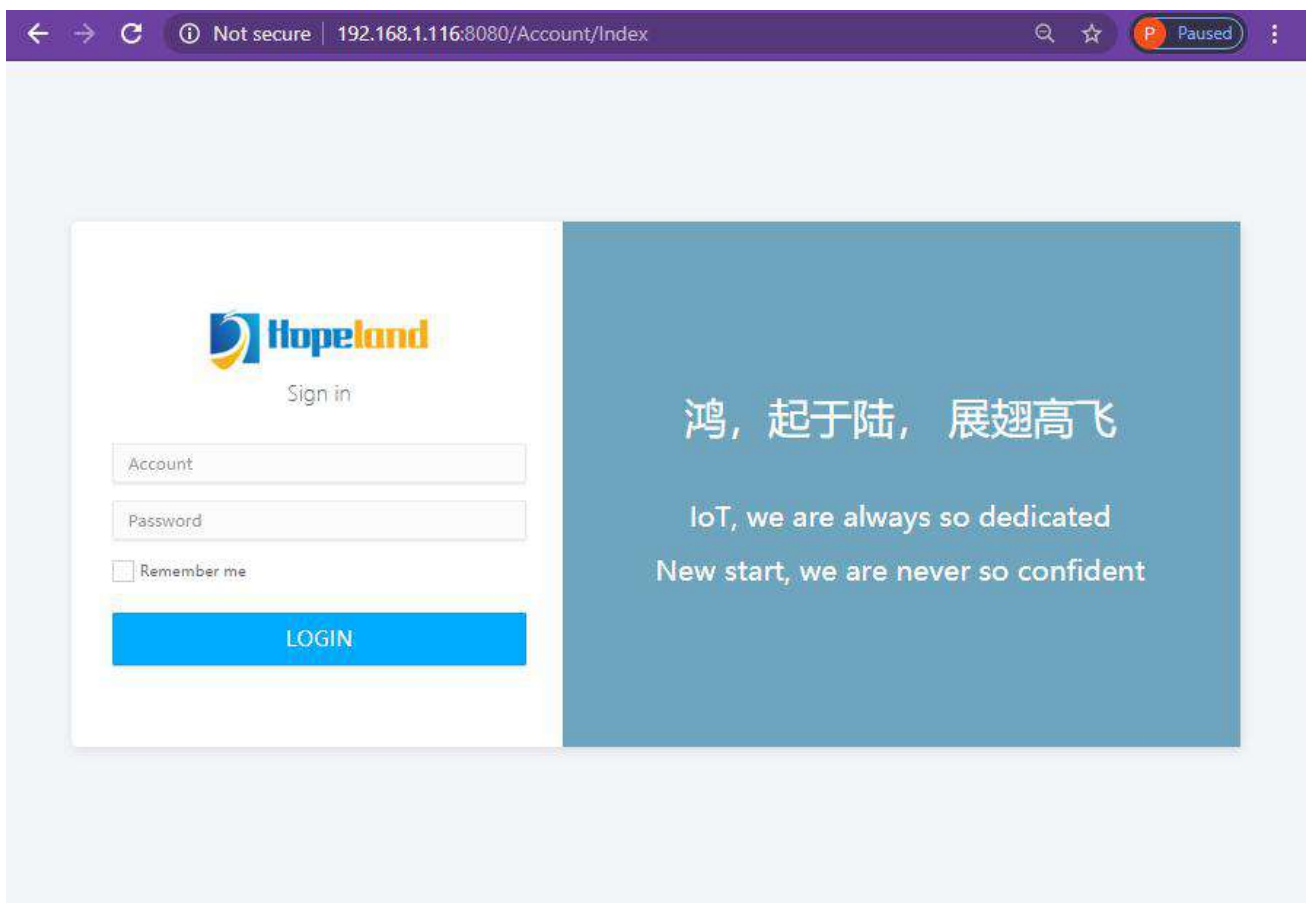 Not secure | 192.168.1.116:8080/Account/Index
P Paused
Hopeland
Sign in
Account
Password
Remember me
LOGIN
鸿，起于陆， 展翅高飞
IoT, we are always so dedicated
New start, we are never so confident